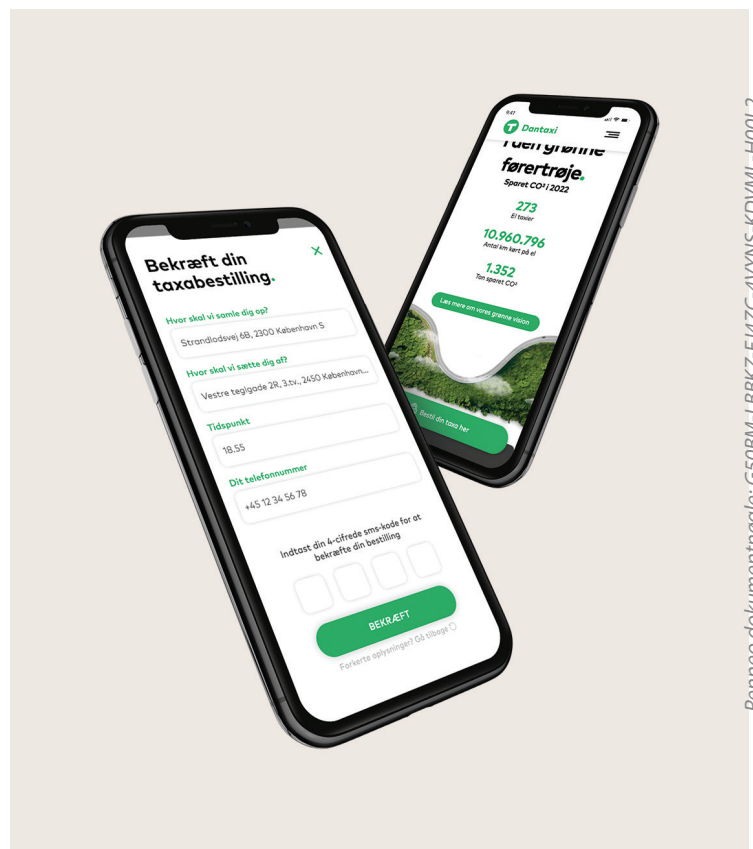 Bekræft din
taxabestilling.
Hvor skal vi samle dig op?
Strandlodsvej 6B, 2300 København S
Hvor skal vi sætte dig af?
Vestre teglgade 2R, 3.tv., 2450 København...
Tidspunkt
18.55
Dit telefonnummer
+45 12 34 56 78
Indtast din 4-cifrede sms-kode for at
bekræfte din bestilling
BEKRÆFT
Forkerte oplysninger? Gå tilbage
9:41
Dantaxi
I den grønne
førertrøje.
Sparet CO² i 2022
273
El taxier
10.960.796
Antal km kørt på el
1.352
Ton sparet CO²
Læs mere om vores grønne vision
Bestil din taxa her
Penneo dokumentnøgle: